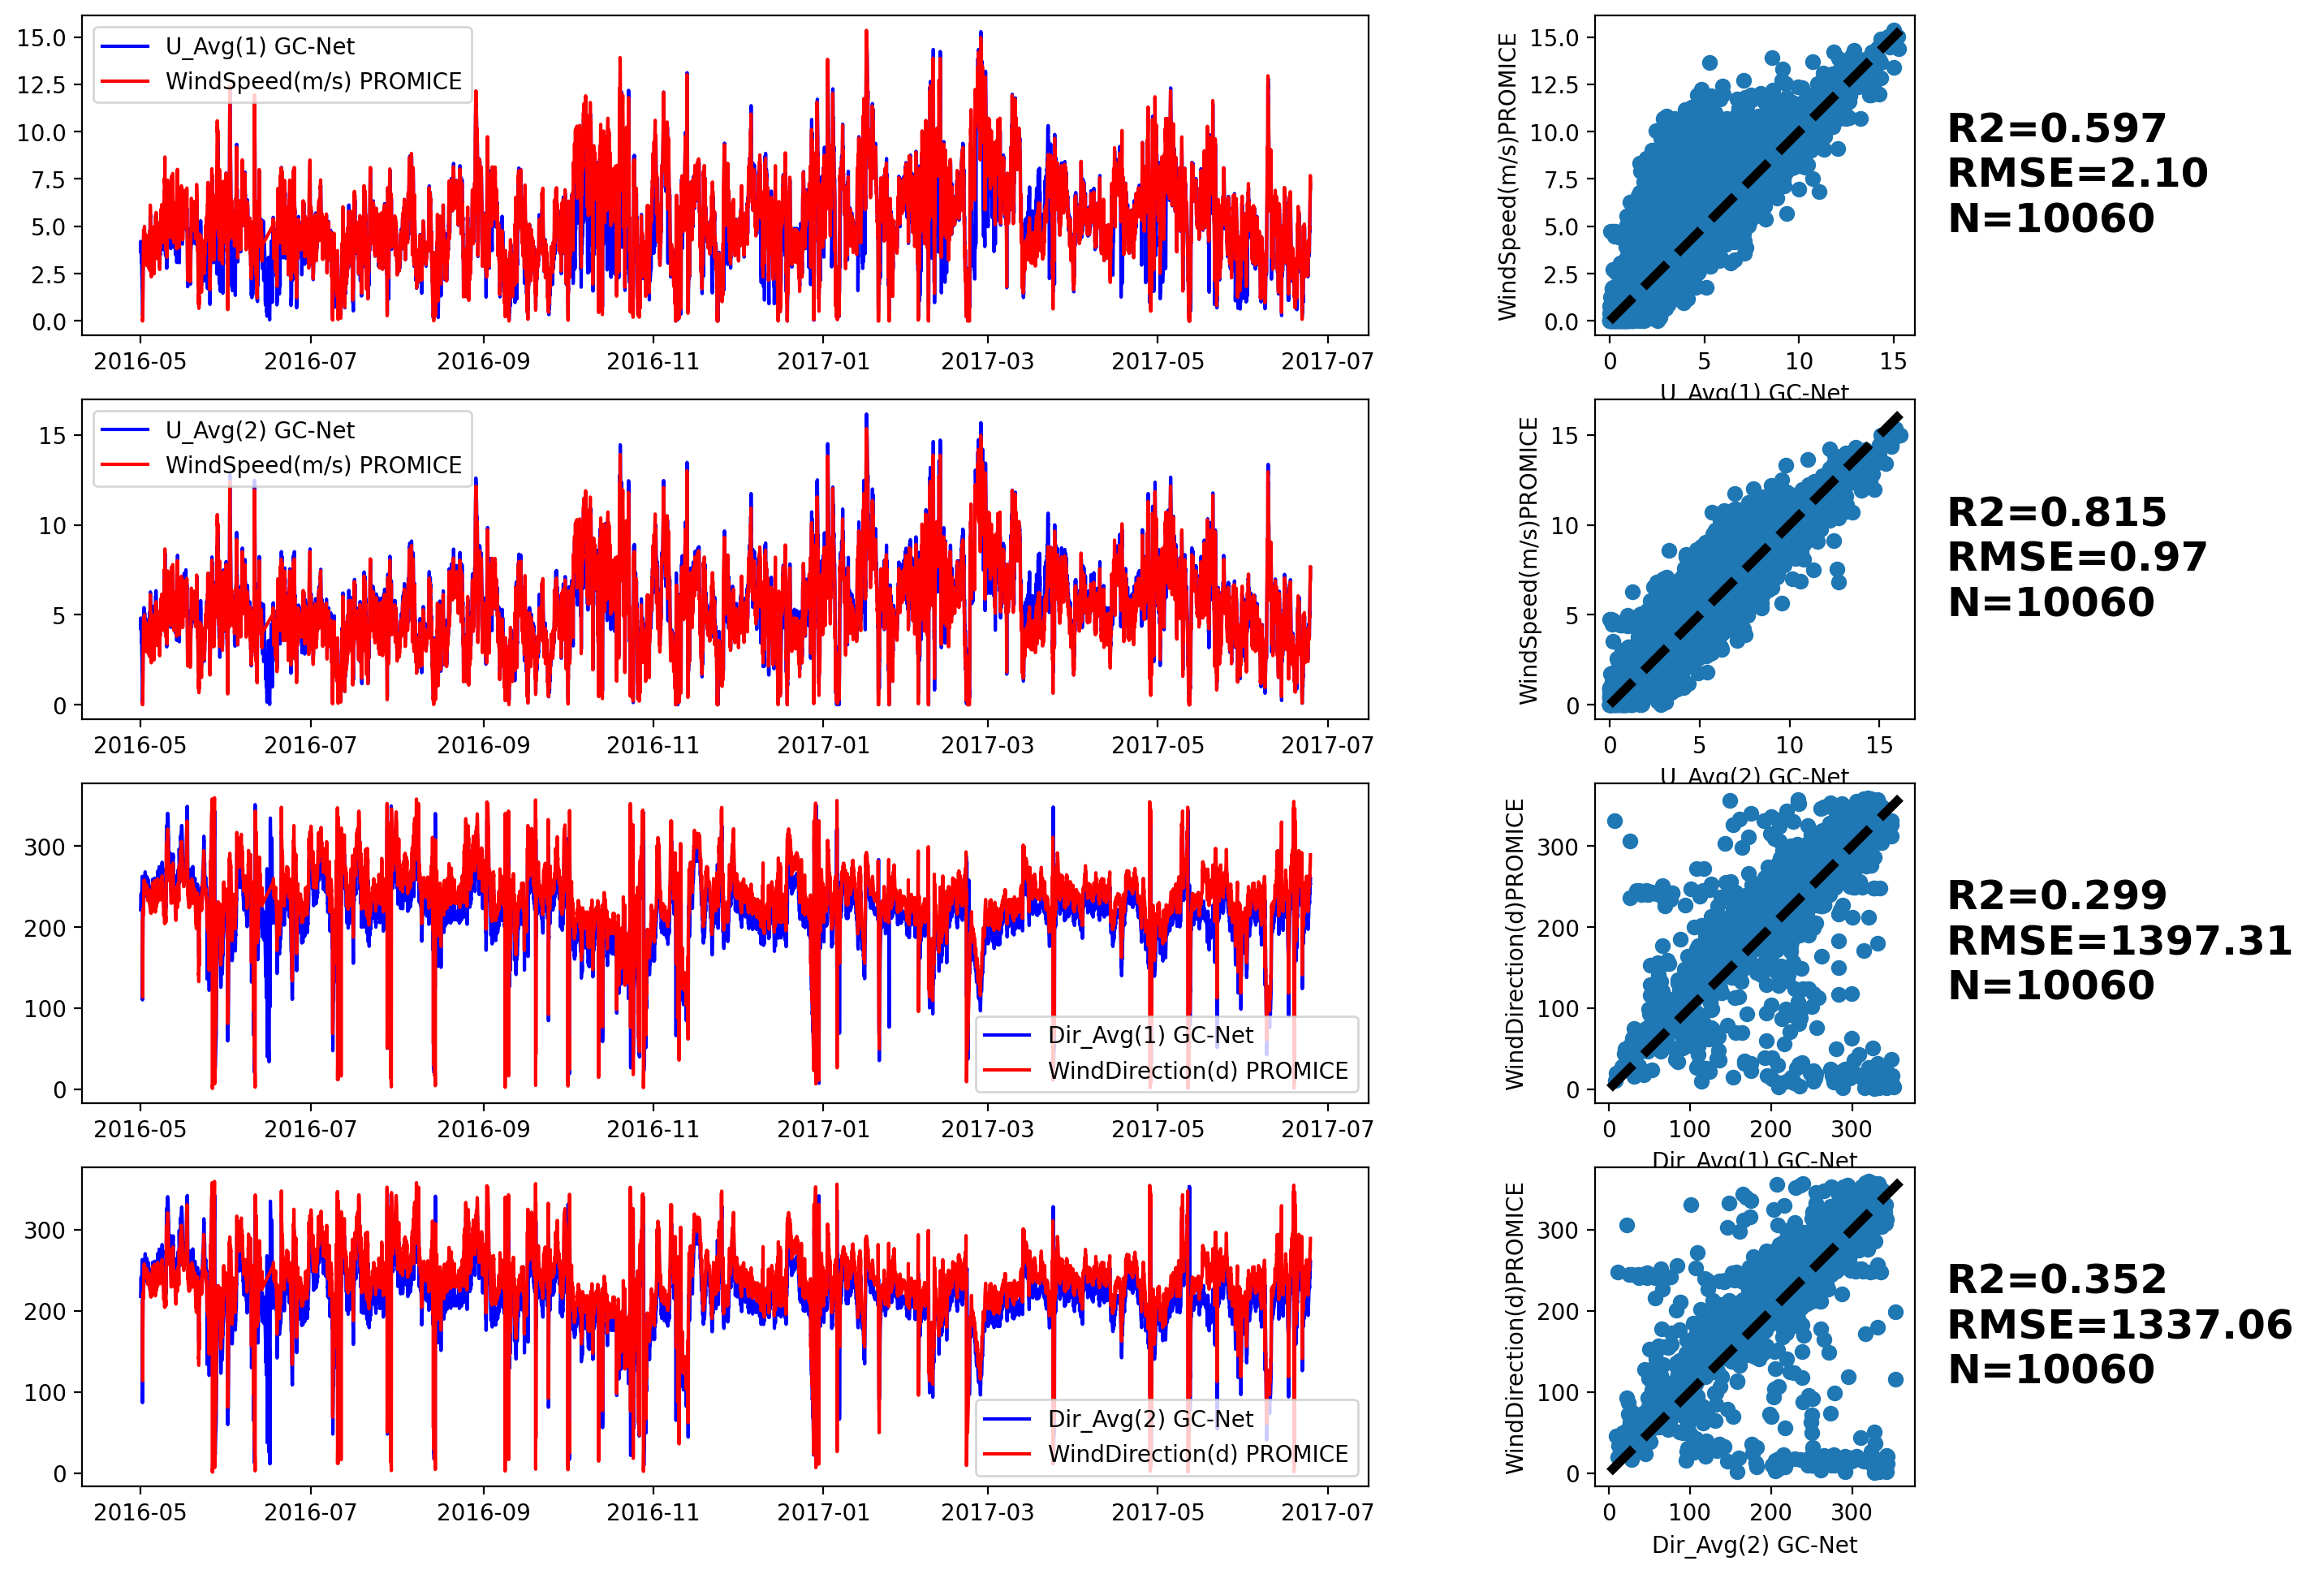 U_Avg(1) GC-Net
WindSpeed(m/s) PROMICE
15.0
12.5
10.0
7.5
5.0
2.5
0.0
2016-05 2016-07 2016-09 2016-11 2017-01 2017-03 2017-05 2017-07
WindSpeed(m/s)PROMICE
15.0
12.5
10.0
7.5
5.0
2.5
0.0
0 5 10 15
U_Avg(1) GC-Net
R2=0.597
RMSE=2.10
N=10060
U_Avg(2) GC-Net
WindSpeed(m/s) PROMICE
15
10
5
0
2016-05 2016-07 2016-09 2016-11 2017-01 2017-03 2017-05 2017-07
WindSpeed(m/s)PROMICE
15
10
5
0
0 5 10 15
U_Avg(2) GC-Net
R2=0.815
RMSE=0.97
N=10060
300
200
100
0
Dir_Avg(1) GC-Net
WindDirection(d) PROMICE
2016-05 2016-07 2016-09 2016-11 2017-01 2017-03 2017-05 2017-07
WindDirection(d)PROMICE
300
200
100
0
0 100 200 300
Dir_Avg(1) GC-Net
R2=0.299
RMSE=1397.31
N=10060
300
200
100
0
Dir_Avg(2) GC-Net
WindDirection(d) PROMICE
2016-05 2016-07 2016-09 2016-11 2017-01 2017-03 2017-05 2017-07
WindDirection(d)PROMICE
300
200
100
0
0 100 200 300
Dir_Avg(2) GC-Net
R2=0.352
RMSE=1337.06
N=10060